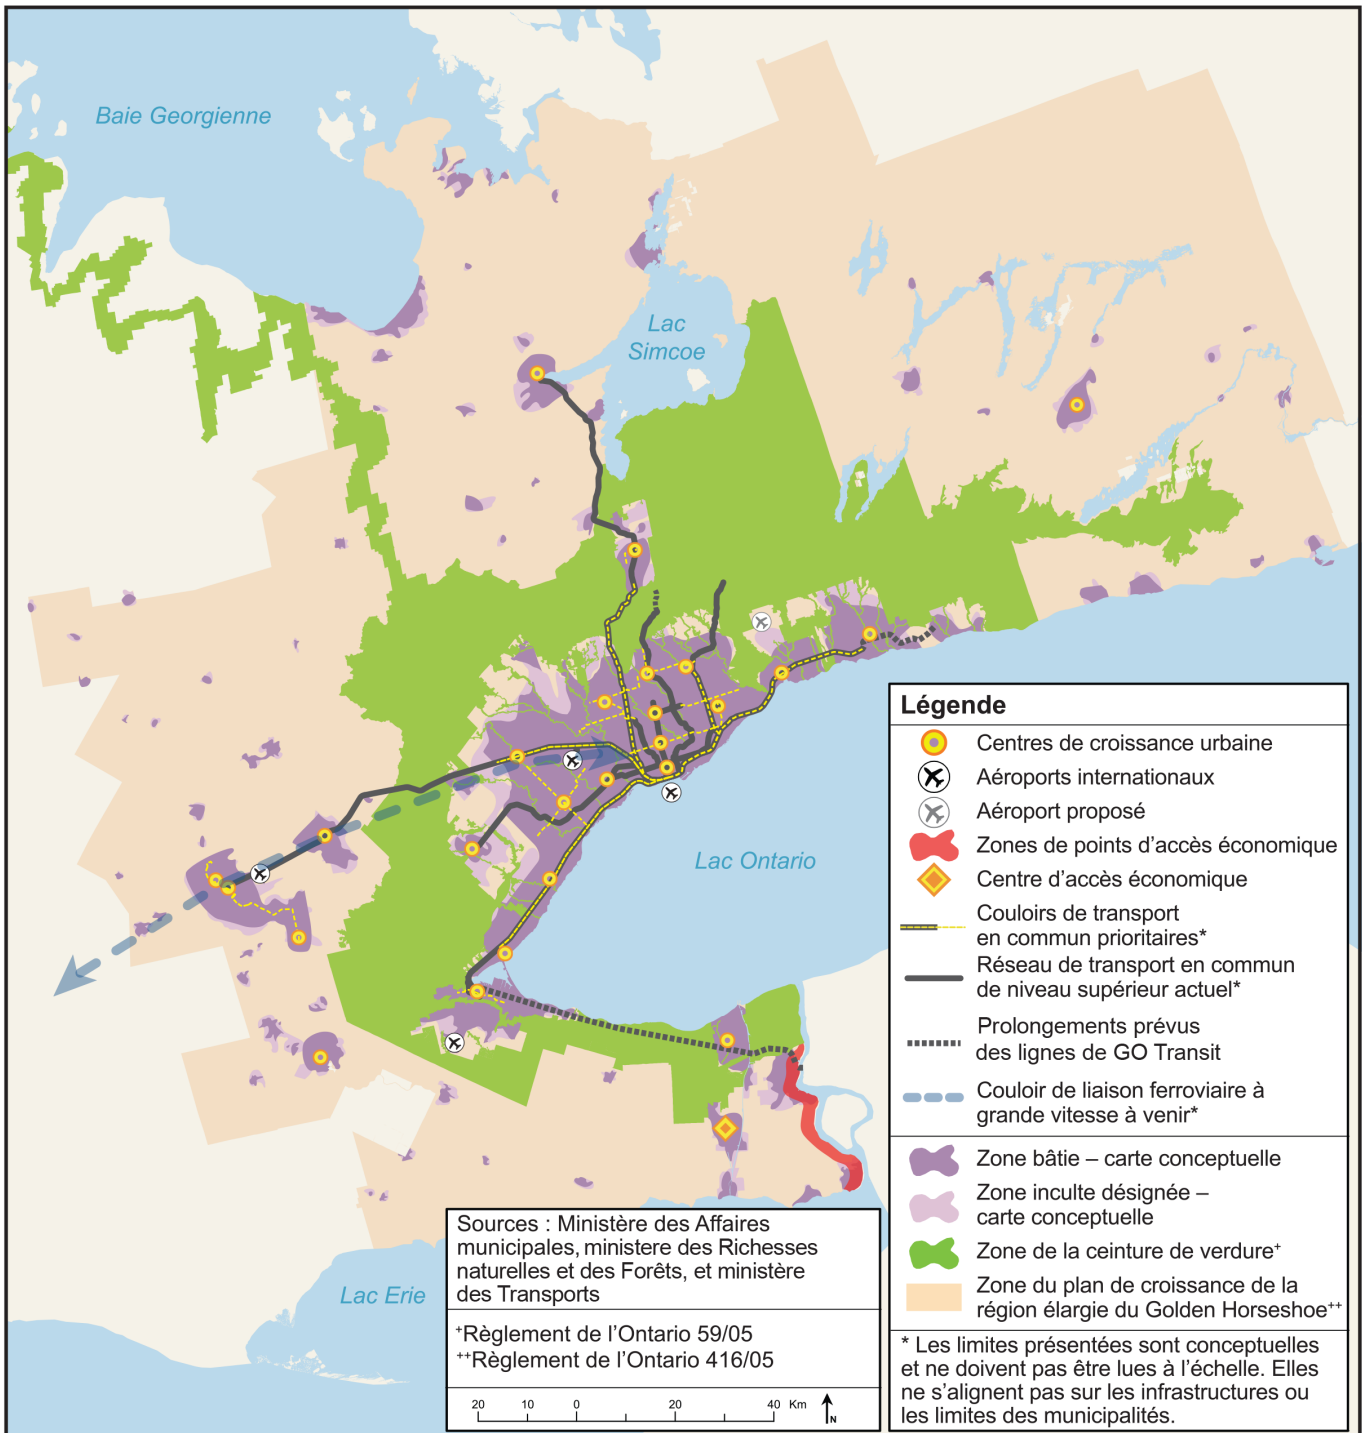 Baie Georgienne
Lac
Simcoe
Lac Ontario
Lac Erie
Légende
Centres de croissance urbaine
Aéroports internationaux
Aéroport proposé
Zones de points d’accès économique
Centre d’accès économique
Couloirs de transport
en commun prioritaires*
Réseau de transport en commun
de niveau supérieur actuel*
Prolongements prévus
des lignes de GO Transit
Couloir de liaison ferroviaire à
grande vitesse à venir*
Zone bâtie – carte conceptuelle
Zone inculte désignée –
carte conceptuelle
Zone de la ceinture de verdure⁺
Zone du plan de croissance de la
région élargie du Golden Horseshoe⁺⁺
* Les limites présentées sont conceptuelles
et ne doivent pas être lues à l’échelle. Elles
ne s’alignent pas sur les infrastructures ou
les limites des municipalités.
Sources : Ministère des Affaires
municipales, ministere des Richesses
naturelles et des Forêts, et ministère
des Transports
⁺Règlement de l’Ontario 59/05
⁺⁺Règlement de l’Ontario 416/05
20 10 0 20 40 Km
N